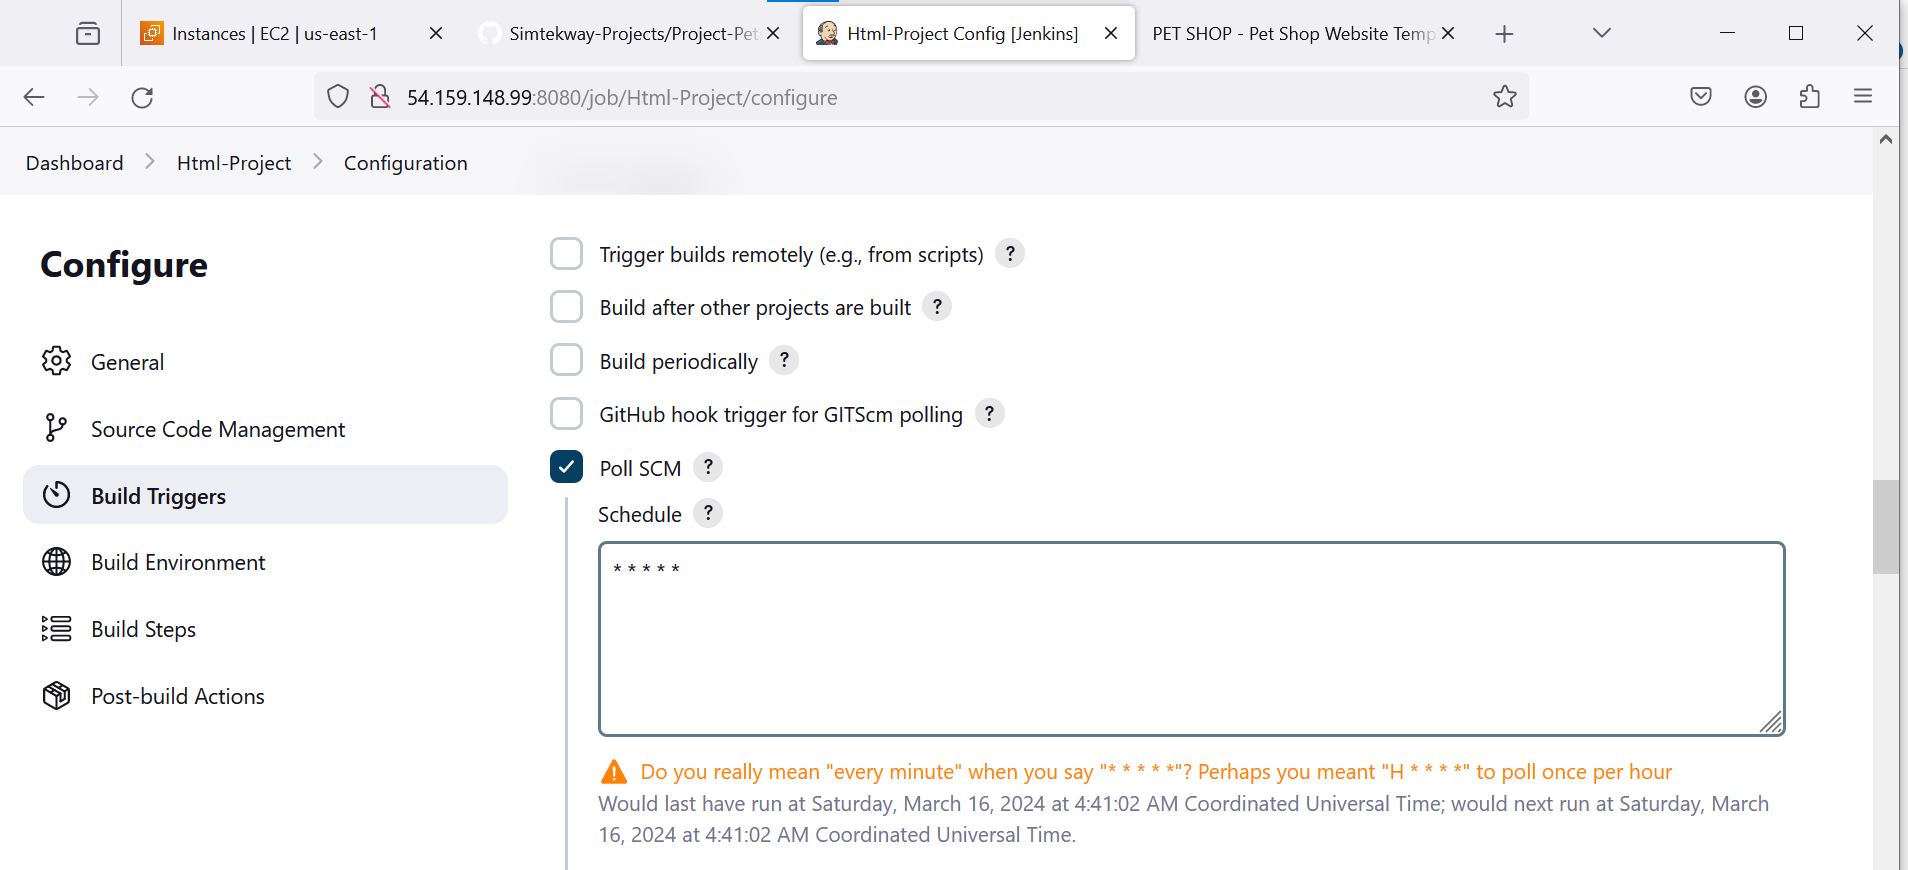 Instances | EC2 | us-east-1
Simtekway-Projects/Project-Pet
Html-Project Config [Jenkins]
PET SHOP - Pet Shop Website Temp
54.159.148.99:8080/job/Html-Project/configure
Dashboard > Html-Project > Configuration
Configure
General
Source Code Management
Build Triggers
Build Environment
Build Steps
Post-build Actions
Trigger builds remotely (e.g., from scripts) ?
Build after other projects are built ?
Build periodically ?
GitHub hook trigger for GITScm polling ?
Poll SCM ?
Schedule ?
* * * * *
Do you really mean "every minute" when you say "* * * * *"? Perhaps you meant "H * * * *" to poll once per hour
Would last have run at Saturday, March 16, 2024 at 4:41:02 AM Coordinated Universal Time; would next run at Saturday, March
16, 2024 at 4:41:02 AM Coordinated Universal Time.